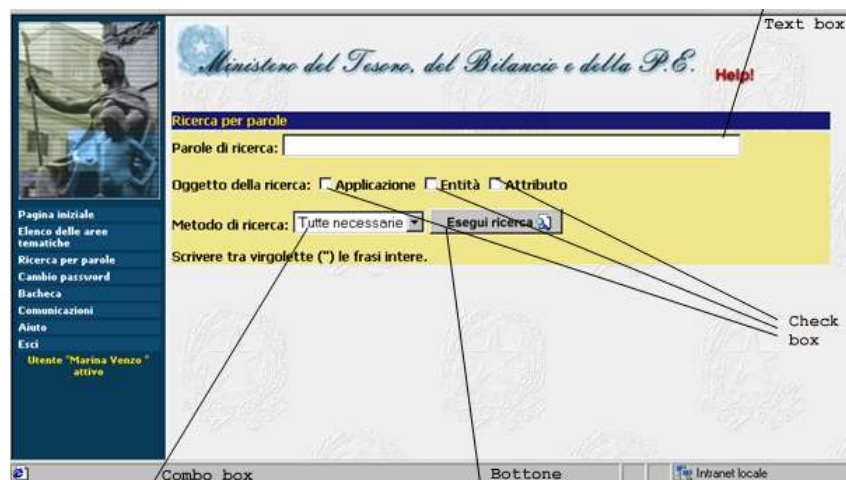 Text box
Ministero del Tesoro, del Bilancio e della P.E.
Help!
Ricerca per parole
Parole di ricerca:
Oggetto della ricerca: Applicazione Entità Attributo
Metodo di ricerca: Tutte necessarie Esegui ricerca
Scrivere tra virgolette (") le frasi intere.
Pagina iniziale
Elenco delle aree
tematiche
Ricerca per parole
Cambio password
Bacheca
Comunicazioni
Aiuto
Esci
Utente "Marina Venzo "
attivo
Check
box
Combo box
Bottone
Intranet locale